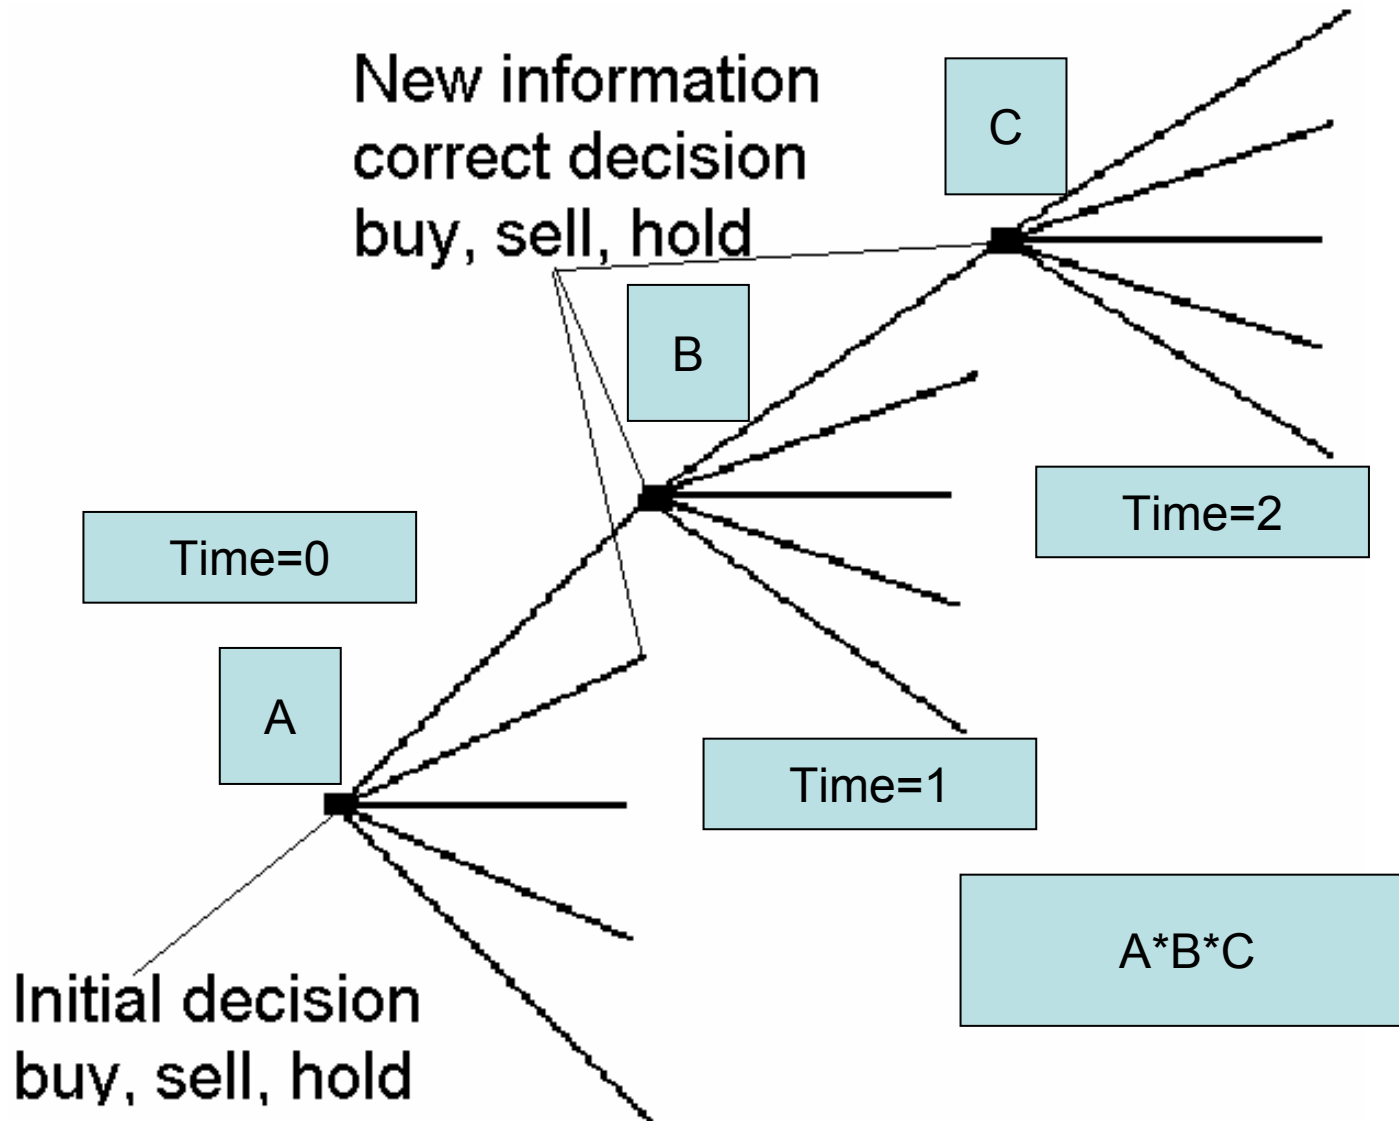 New information
correct decision
buy, sell, hold
C
B
Time=2
Time=0
A
Time=1
A*B*C
Initial decision
buy, sell, hold